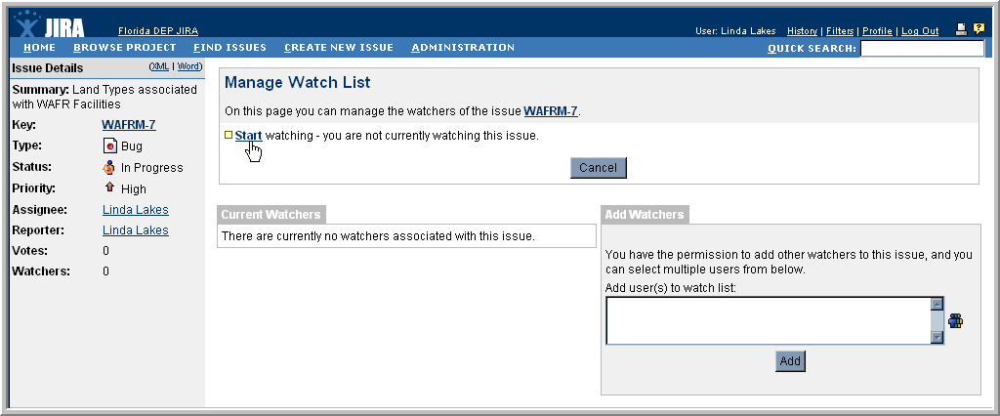 JIRA
Florida DEP JIRA
User: Linda Lakes History | Filters | Profile | Log Out
HOME BROWSE PROJECT FIND ISSUES CREATE NEW ISSUE ADMINISTRATION QUICK SEARCH:
Issue Details (XML | Word)
Summary: Land Types associated
with WAFR Facilities
Key: WAFRM-7
Type: Bug
Status: In Progress
Priority: High
Assignee: Linda Lakes
Reporter: Linda Lakes
Votes: 0
Watchers: 0
Manage Watch List
On this page you can manage the watchers of the issue WAFRM-7.
Start watching - you are not currently watching this issue.
Cancel
Current Watchers
There are currently no watchers associated with this issue.
Add Watchers
You have the permission to add other watchers to this issue, and you
can select multiple users from below.
Add user(s) to watch list:
Add